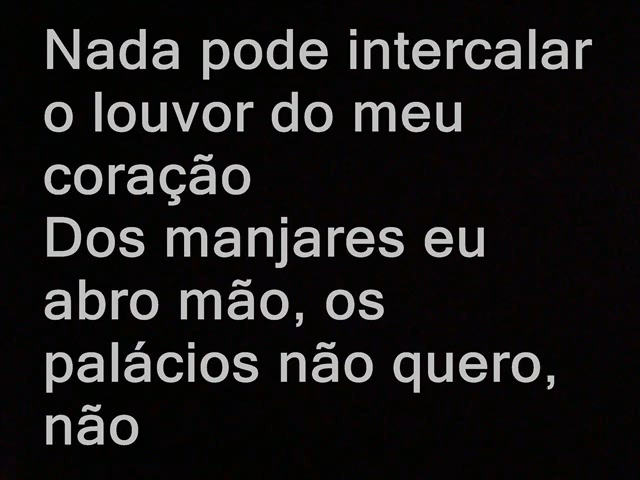 Nada pode intercalar
o louvor do meu
coração
Dos manjares eu
abro mão, os
palácios não quero,
não